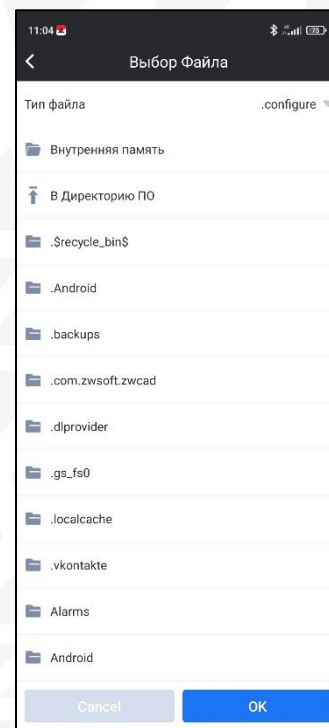 11:04
25
Выбор Файла
Тип файла .configure
Внутренняя память
В Директорию ПО
.$recycle_bin$
.Android
.backups
.com.zwsoft.zwcad
.dlprovider
.gs_fs0
.localcache
.vkontakte
Alarms
Android
Cancel OK